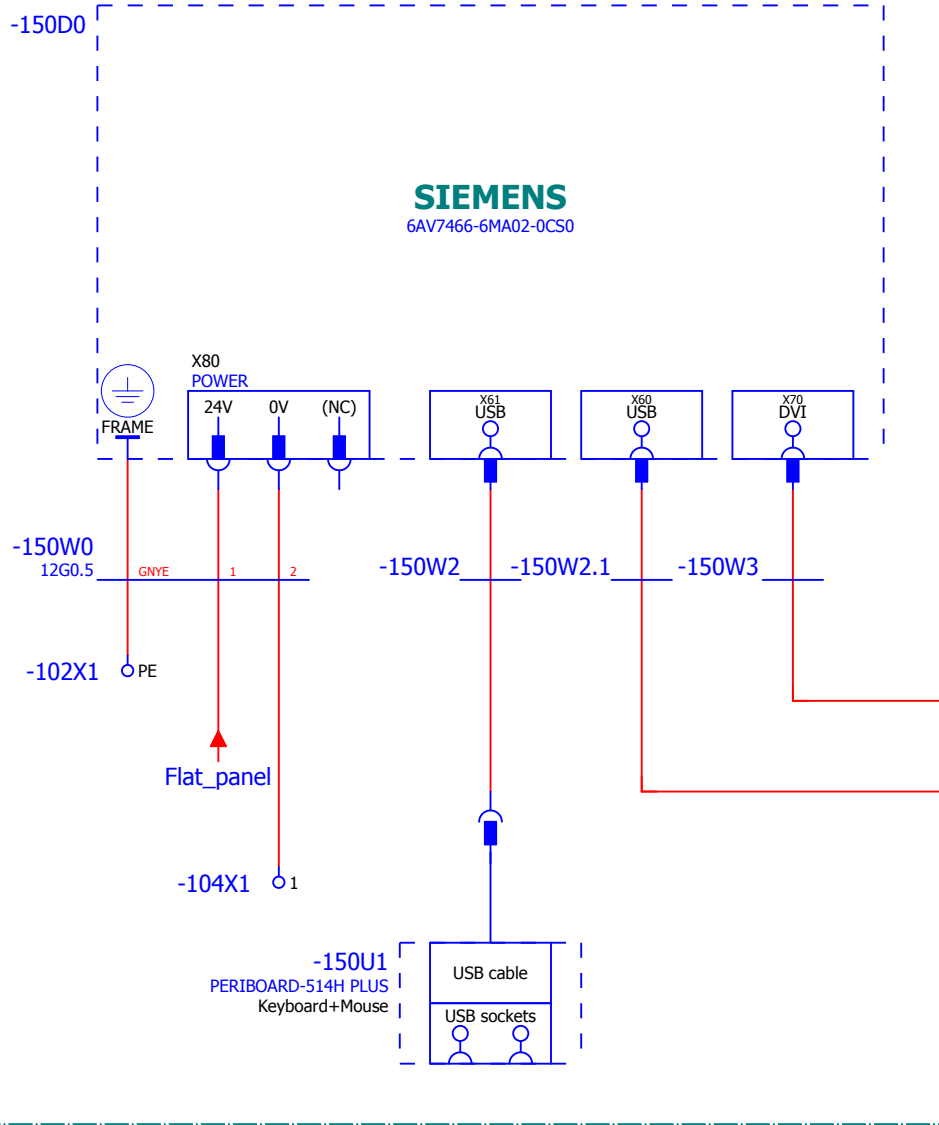 -150D0
SIEMENS
6AV7466-6MA02-0CS0
X80
POWER
24V 0V (NC)
FRAME
X61
USB
X60
USB
X70
DVI
-150W0
12G0.5
GNYE 1 2
-150W2
-150W2.1
-150W3
-102X1 PE
Flat_panel
-104X1 1
-150U1
PERIBOARD-514H PLUS
Keyboard+Mouse
USB cable
USB sockets